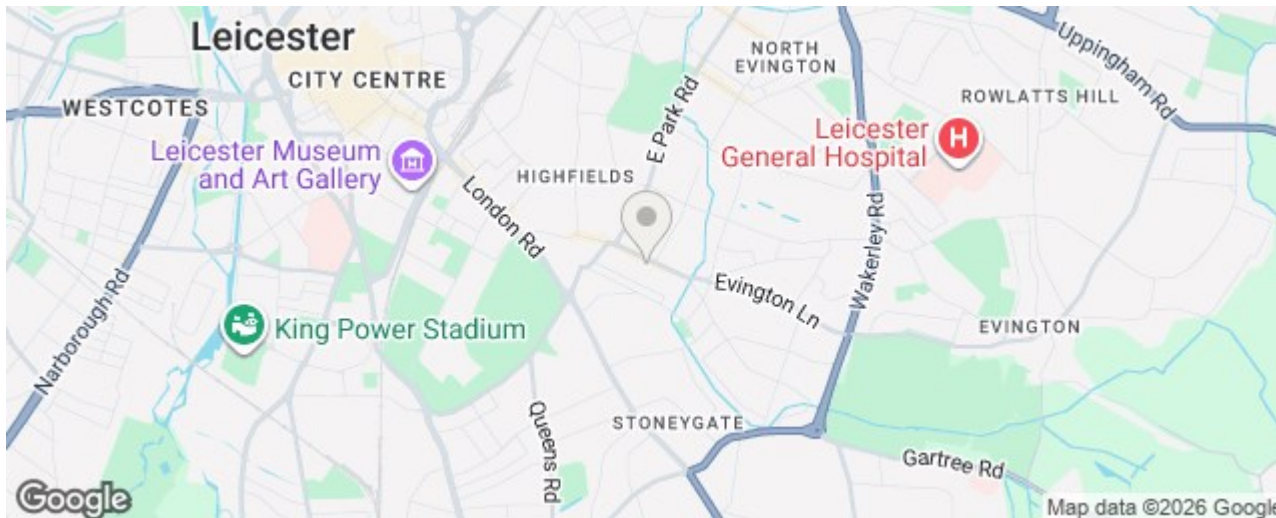 Leicester
CITY CENTRE
WESTCOTES
NORTH
EVINGTON
Uppingham Rd
ROWLATTS HILL
E Park Rd
Leicester
General Hospital
H
Leicester Museum
and Art Gallery
HIGHFIELDS
London Rd
Wakerley Rd
Evington Ln
EVINGTON
Narborough Rd
King Power Stadium
Queens Rd
STONEYGATE
Gartree Rd
Google
Map data ©2026 Google